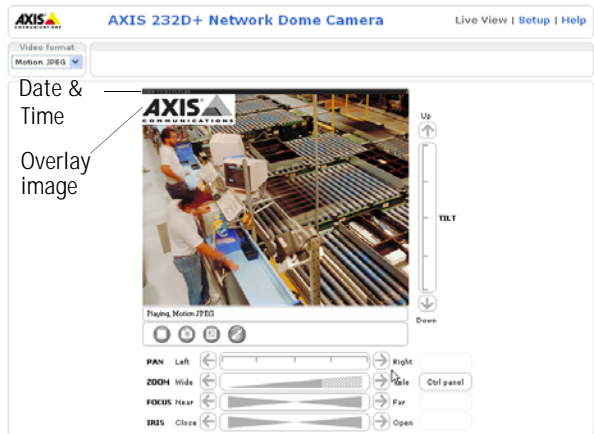 AXIS
COMMUNICATIONS
AXIS 232D+ Network Dome Camera
Live View | Setup | Help
Video format
Motion JPEG
Date &
Time
Overlay
image
AXIS
COMMUNICATIONS
Up
TILT
Down
Playing, Motion JPEG
PAN Left Right
ZOOM Wide Tele Ctrl panel
FOCUS Near Far
IRIS Close Open